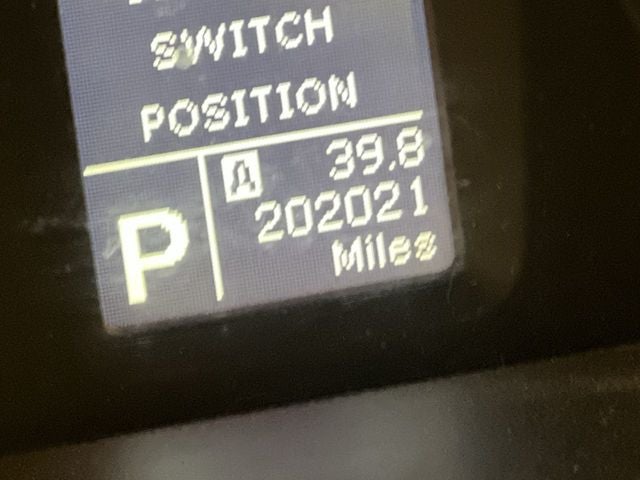 SWITCH
POSITION
A 39.8
202021
P
Miles